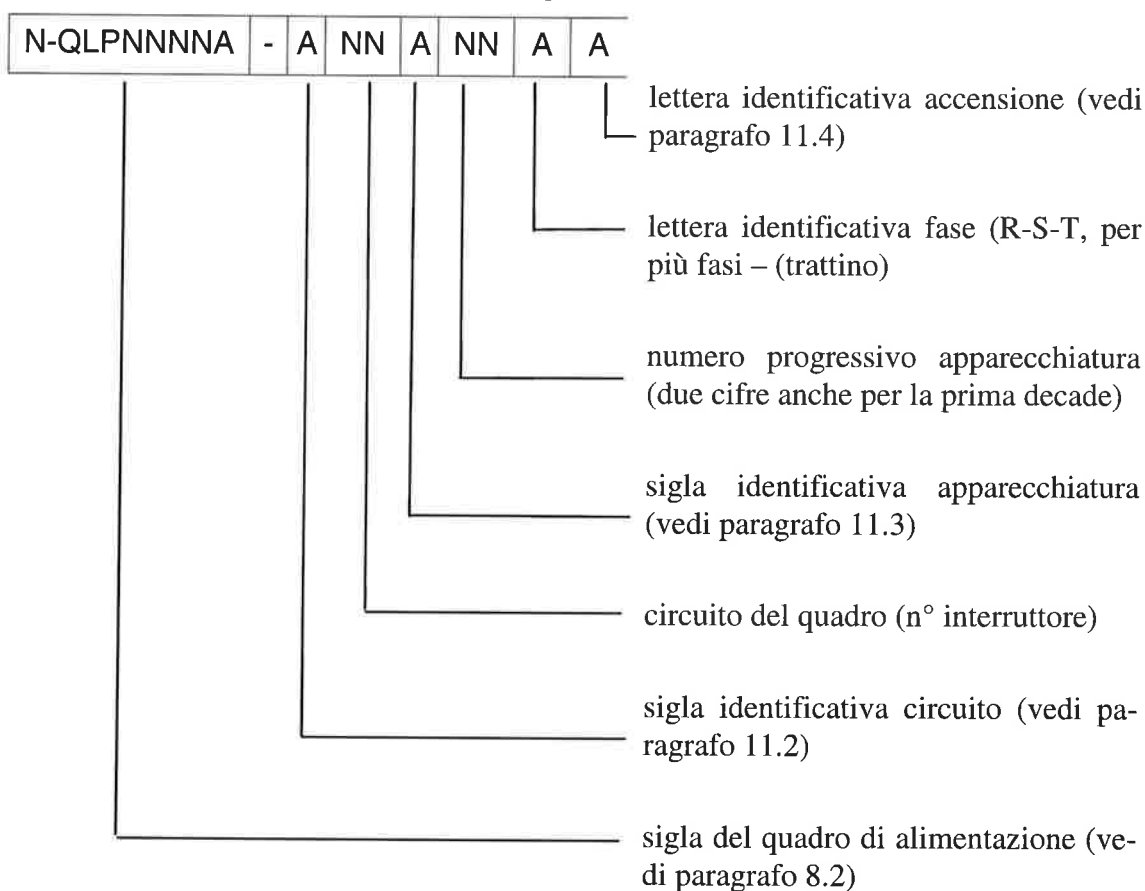 N-QLPNNNNA - A NN A NN A A
lettera identificativa accensione (vedi
paragrafo 11.4)
lettera identificativa fase (R-S-T, per
più fasi – (trattino)
numero progressivo apparecchiatura
(due cifre anche per la prima decade)
sigla identificativa apparecchiatura
(vedi paragrafo 11.3)
circuito del quadro (n° interruttore)
sigla identificativa circuito (vedi pa-
ragrafo 11.2)
sigla del quadro di alimentazione (ve-
di paragrafo 8.2)